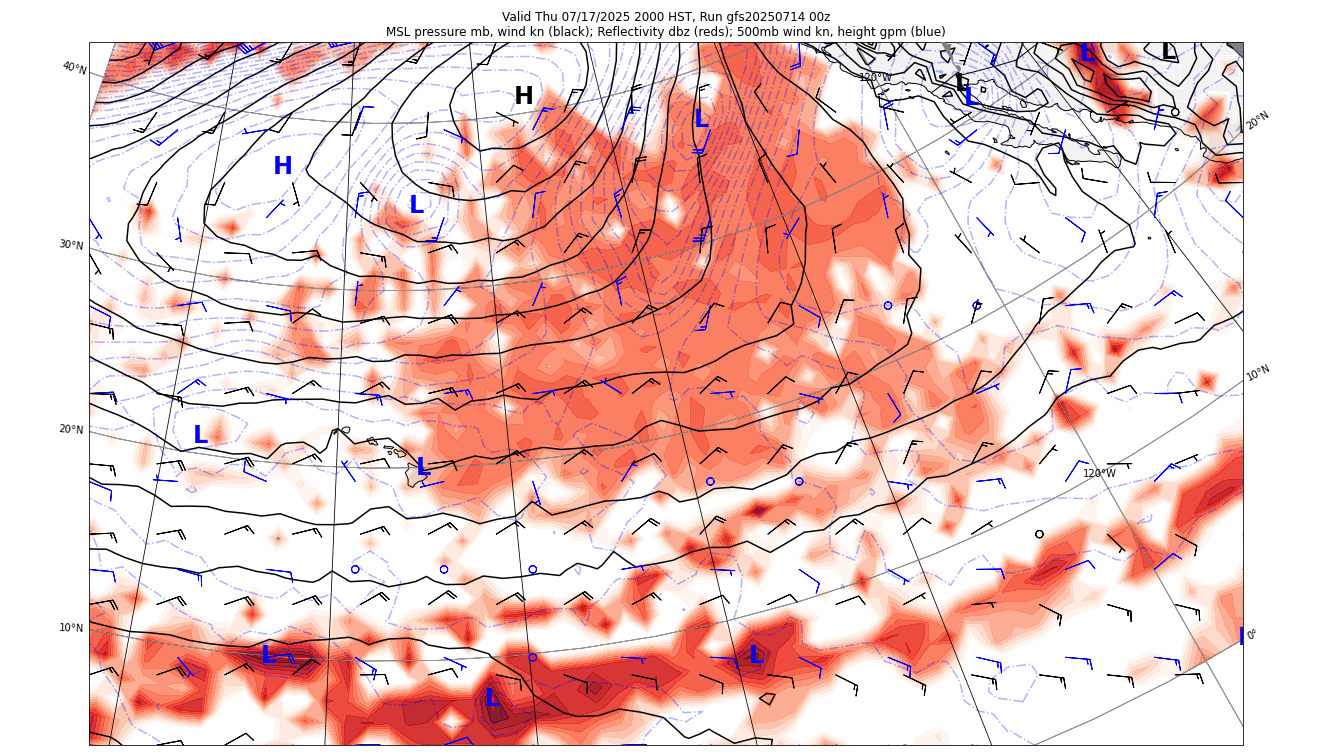 Valid Thu 07/17/2025 2000 HST, Run gfs20250714 00z
MSL pressure mb, wind kn (black); Reflectivity dbz (reds); 500mb wind kn, height gpm (blue)
L
L
40°N
120°W
L
H
L
L
20°N
H
L
30°N
10°N
20°N
L
L
120°W
10°N
0°
L
L
L